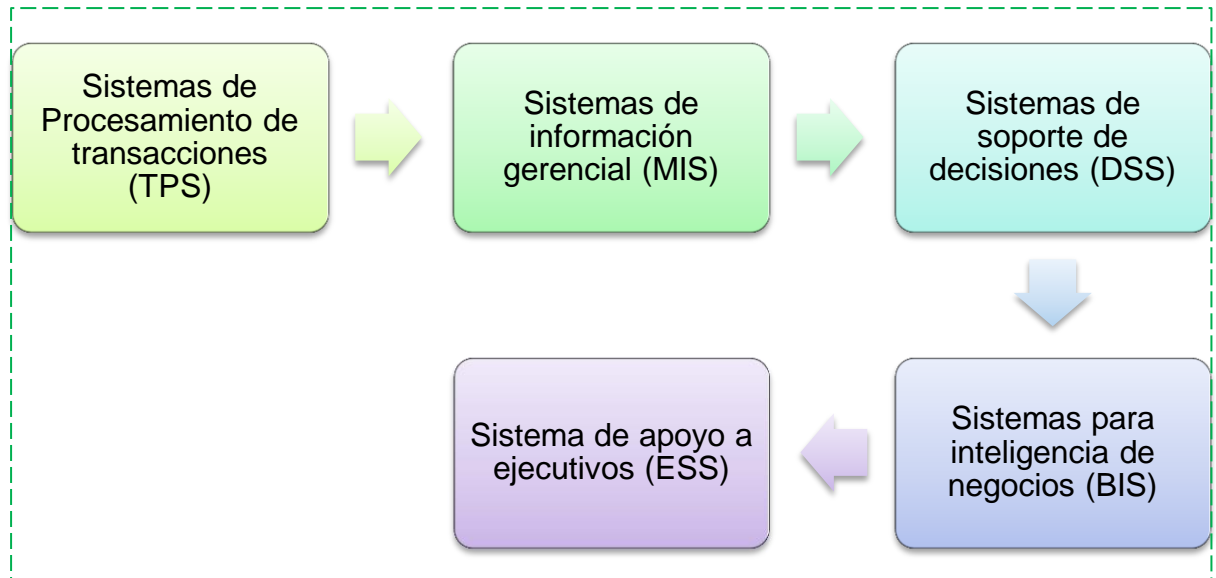 Sistemas de
Procesamiento de
transacciones
(TPS)
Sistemas de
información
gerencial (MIS)
Sistemas de
soporte de
decisiones (DSS)
Sistemas para
inteligencia de
negocios (BIS)
Sistema de apoyo a
ejecutivos (ESS)